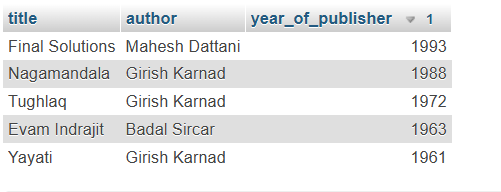 title author year_of_publisher 1
Final Solutions Mahesh Dattani 1993
Nagamandala Girish Karnad 1988
Tughlaq Girish Karnad 1972
Evam Indrajit Badal Sircar 1963
Yayati Girish Karnad 1961